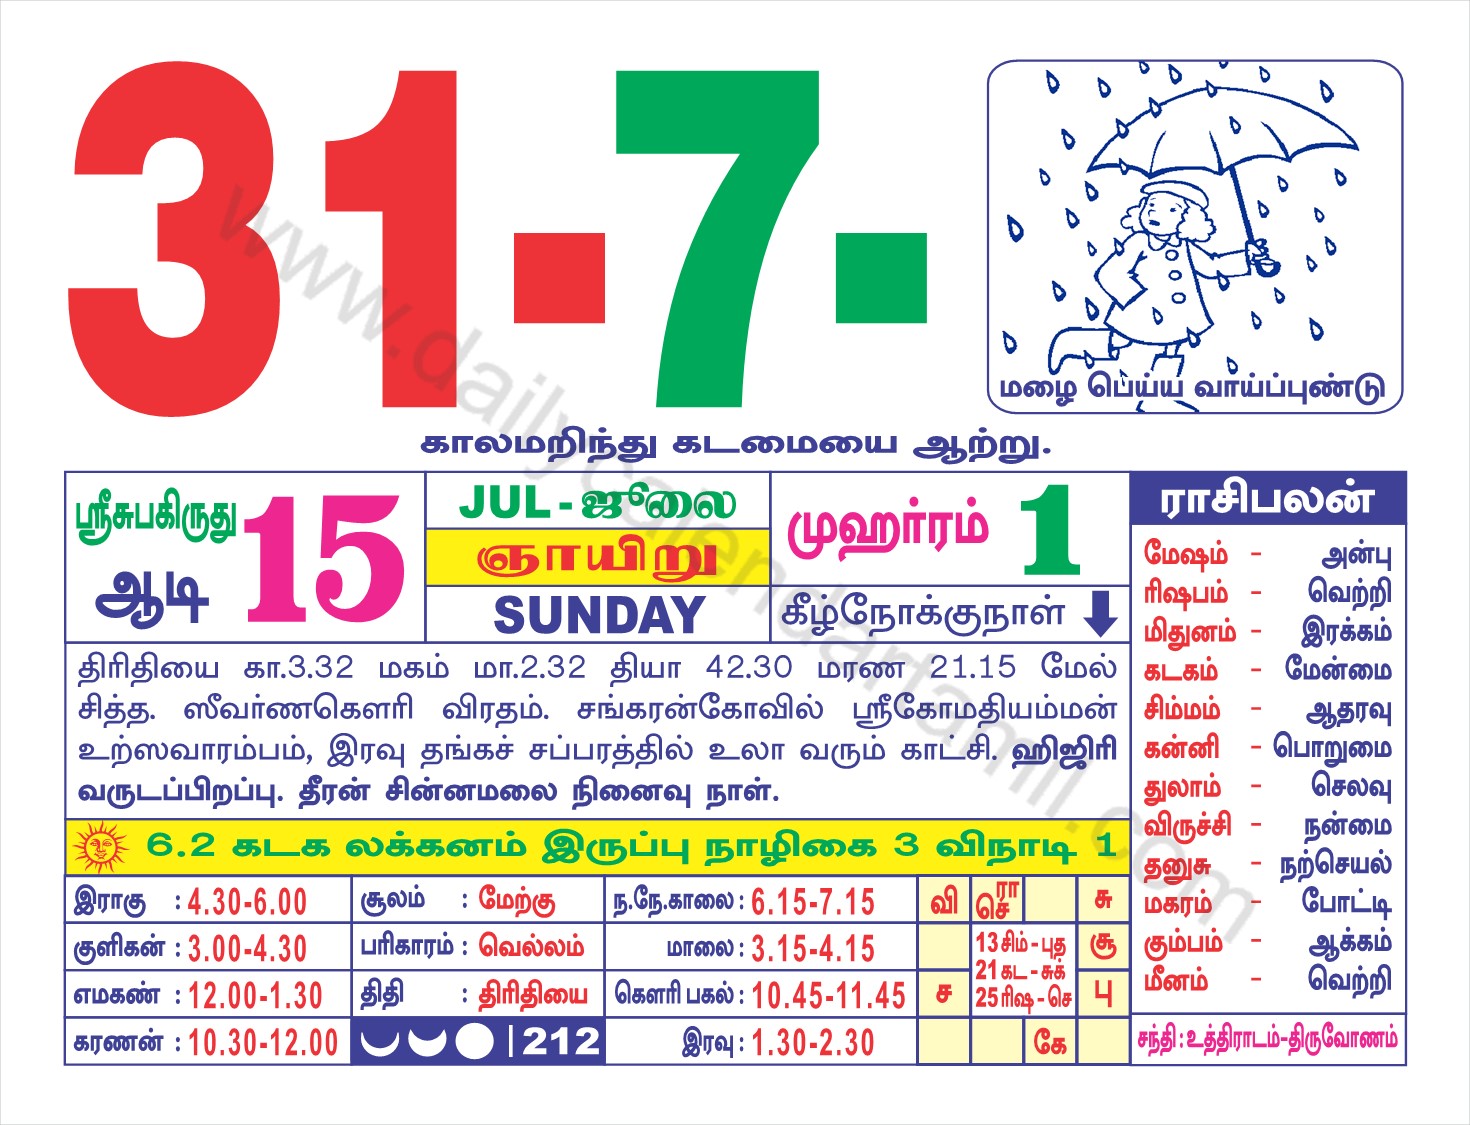 31-7-
மழை பெய்ய வாய்ப்புண்டு
காலமறிந்து கடமையை ஆற்று.
ஸ்ரீசுபகிருது
ஆடி 15
JUL - ஜூலை
ஞாயிறு
SUNDAY
முஹர்ரம் 1
கீழ்நோக்குநாள்
திரிதியை கா.3.32 மகம் மா.2.32 தியா 42.30 மரண 21.15 மேல்
சித்த. ஸீவர்ணகௌரி விரதம். சங்கரன்கோவில் ஸ்ரீகோமதியம்மன்
உற்ஸவாரம்பம், இரவு தங்கச் சப்பரத்தில் உலா வரும் காட்சி. ஹிஜிரி
வருடப்பிறப்பு. தீரன் சின்னமலை நினைவு நாள்.
6.2 கடக லக்கனம் இருப்பு நாழிகை 3 விநாடி 1
இராகு : 4.30-6.00
குளிகன் : 3.00-4.30
எமகண் : 12.00-1.30
கரணன் : 10.30-12.00
சூலம் : மேற்கு
பரிகாரம் : வெல்லம்
திதி : திரிதியை
212
ந.நே.காலை : 6.15-7.15
மாலை : 3.15-4.15
கௌரி பகல் : 10.45-11.45
இரவு : 1.30-2.30
வி ரா செ சு
சூ
ச பு
கே
13 சிம் - புத
21 கட - சுக்
25 ரிஷ - செ
ராசிபலன்
மேஷம் - அன்பு
ரிஷபம் - வெற்றி
மிதுனம் - இரக்கம்
கடகம் - மேன்மை
சிம்மம் - ஆதரவு
கன்னி - பொறுமை
துலாம் - செலவு
விருச்சி - நன்மை
தனுசு - நற்செயல்
மகரம் - போட்டி
கும்பம் - ஆக்கம்
மீனம் - வெற்றி
சந்தி : உத்திராடம்-திருவோணம்
www.dailycalendartamil.com